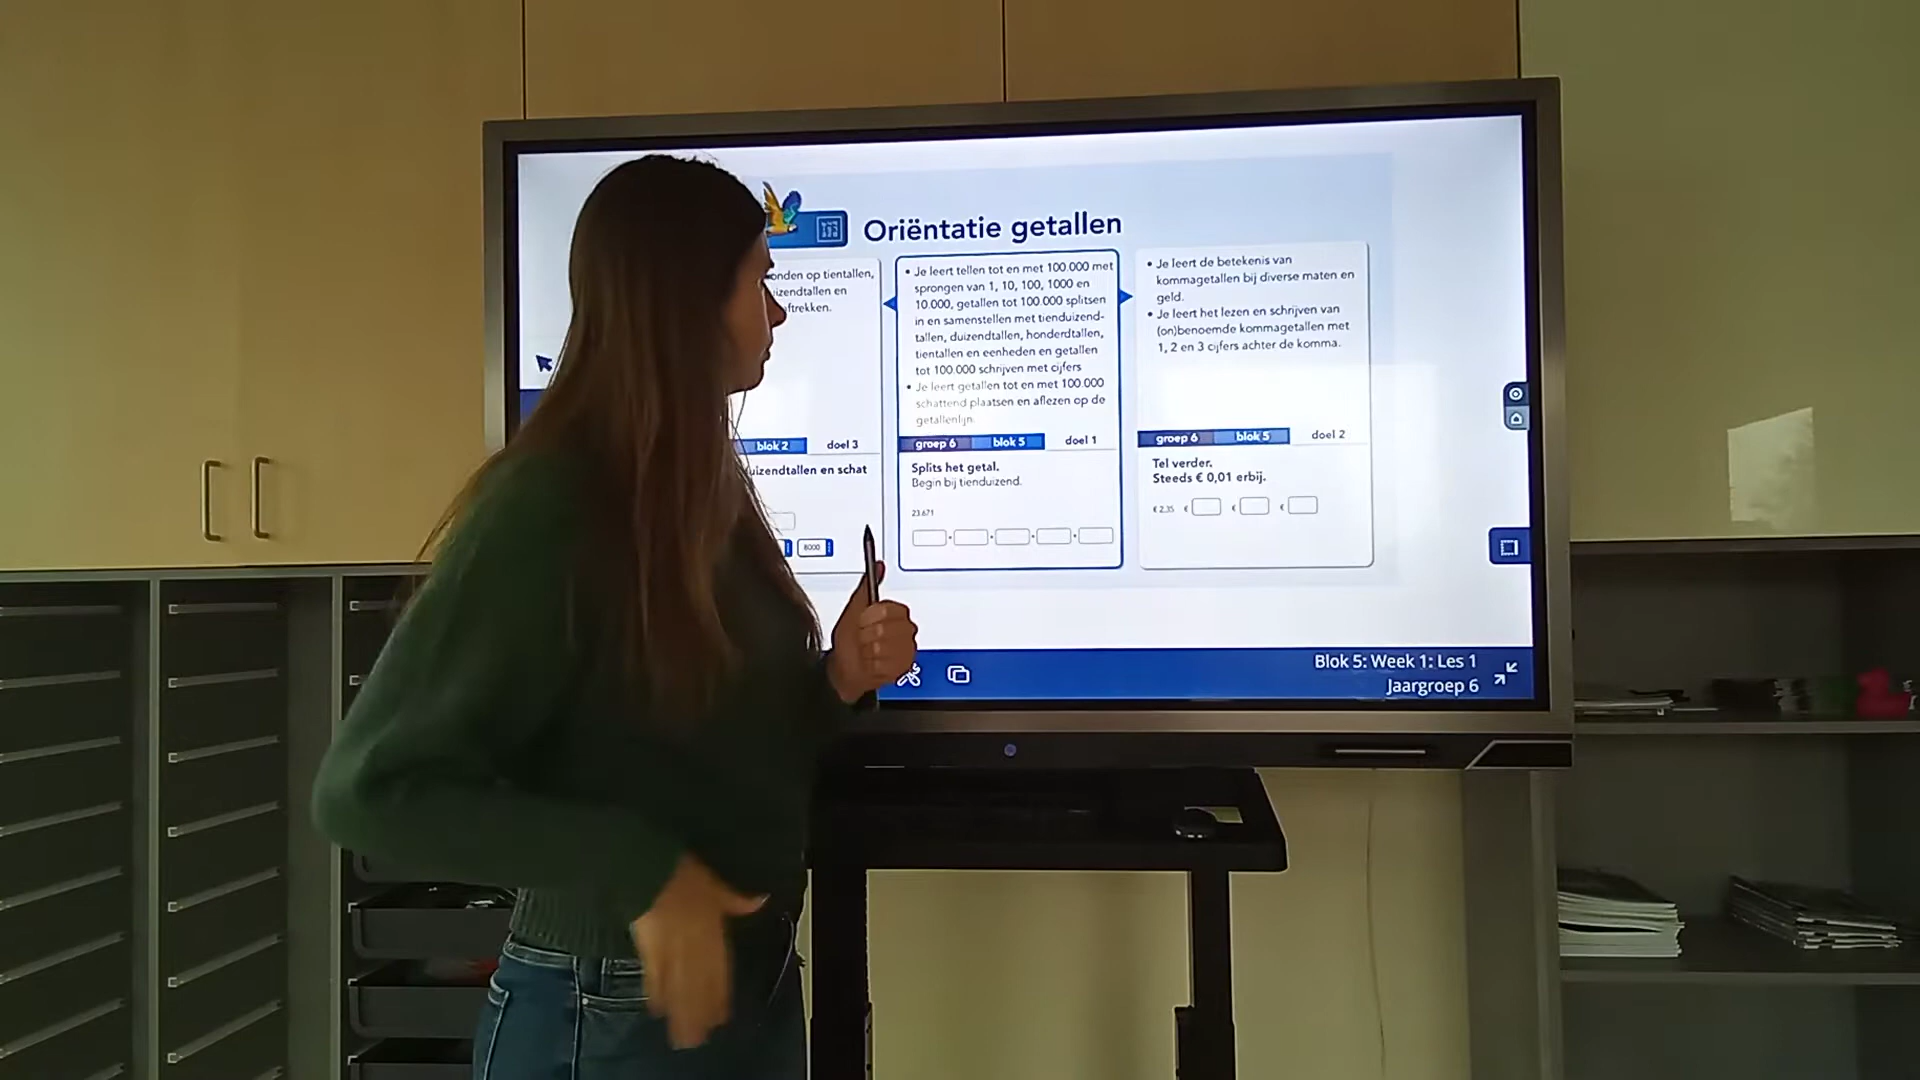 Oriëntatie getallen
onden op tientallen,
izendtallen en
aftrekken.
blok 2 doel 3
uizendtallen en schat
8000
• Je leert tellen tot en met 100.000 met
sprongen van 1, 10, 100, 1000 en
10.000, getallen tot 100.000 splitsen
in en samenstellen met tienduizend-
tallen, duizendtallen, honderdtallen,
tientallen en eenheden en getallen
tot 100.000 schrijven met cijfers
• Je leert getallen tot en met 100.000
schattend plaatsen en aflezen op de
getallenlijn.
groep 6 blok 5 doel 1
Splits het getal.
Begin bij tienduizend.
23.671
• Je leert de betekenis van
kommagetallen bij diverse maten en
geld.
• Je leert het lezen en schrijven van
(on)benoemde kommagetallen met
1, 2 en 3 cijfers achter de komma.
groep 6 blok 5 doel 2
Tel verder.
Steeds € 0,01 erbij.
€ 2,35 € € €
Blok 5: Week 1: Les 1
Jaargroep 6